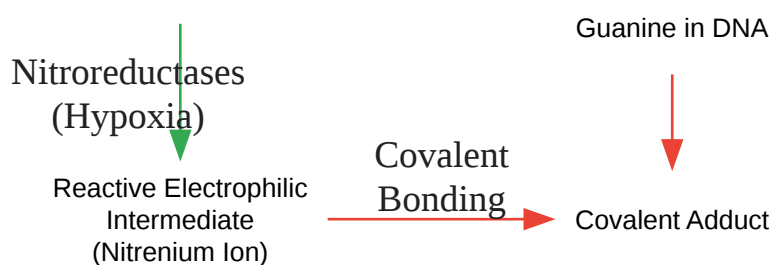 Guanine in DNA
Nitroreductases
(Hypoxia)
Covalent
Bonding
Reactive Electrophilic
Intermediate
(Nitrenium Ion)
Covalent Adduct